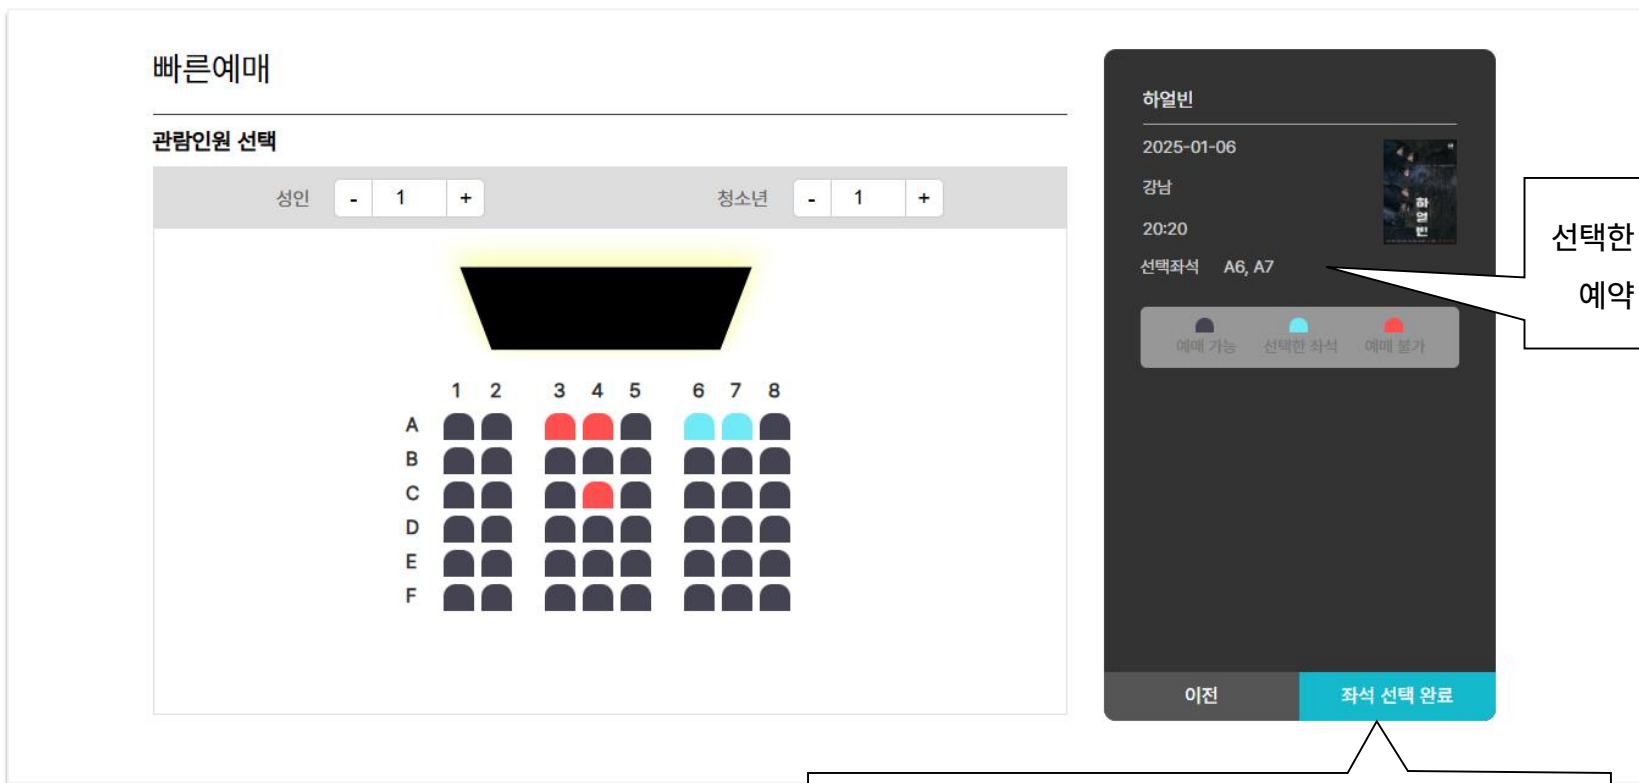 빠른예매
관람인원 선택
성인 - 1 + 청소년 - 1 +
1 2 3 4 5 6 7 8
A
B
C
D
E
F
하얼빈
2025-01-06
강남
20:20
선택좌석 A6, A7
하얼빈
예매 가능 선택한 좌석 예매 불가
이전 좌석 선택 완료
선택한
예약